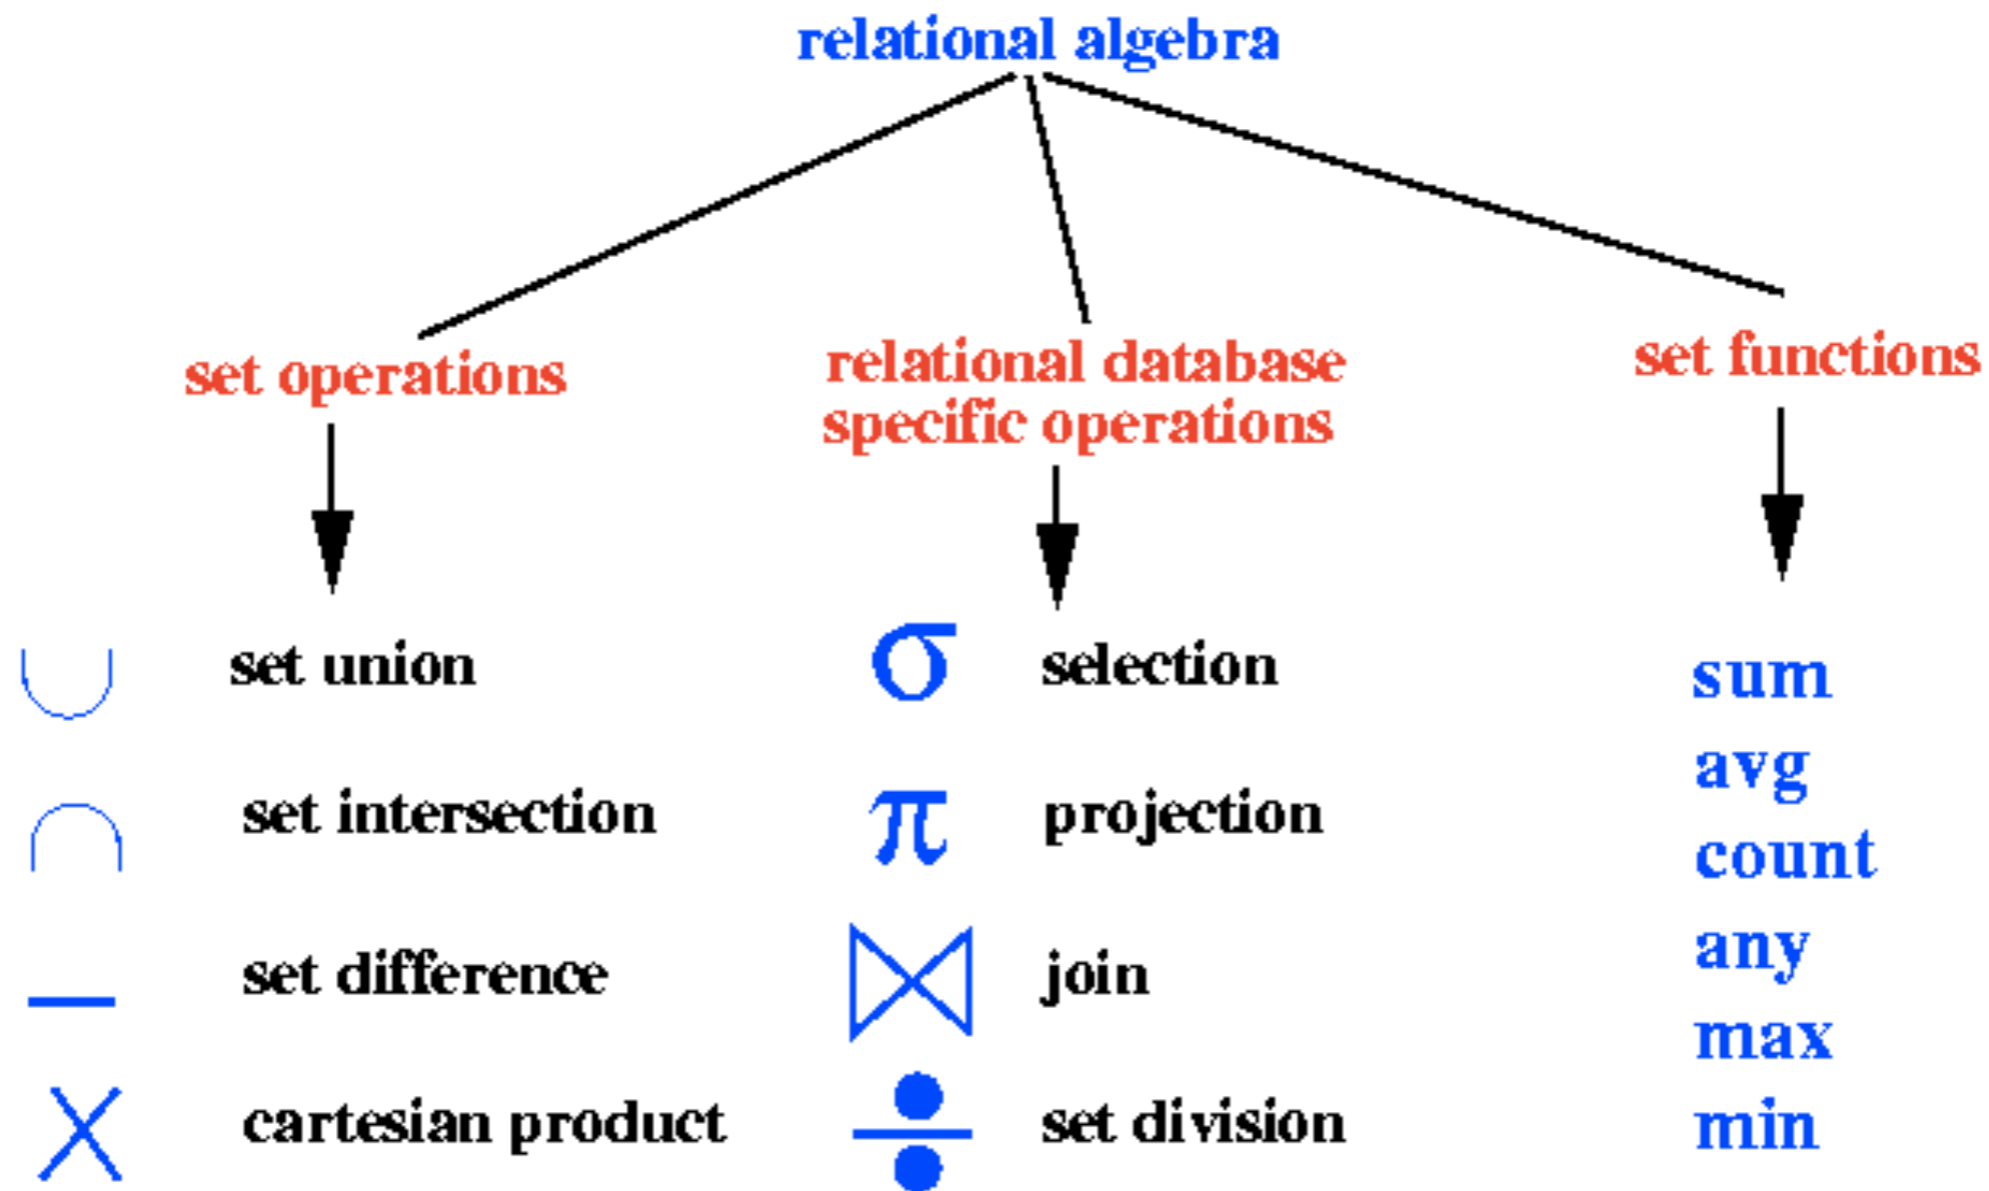 relational algebra
set operations
relational database
specific operations
set functions
∪ set union
∩ set intersection
— set difference
× cartesian product
σ selection
π projection
⋈ join
÷ set division
sum
avg
count
any
max
min